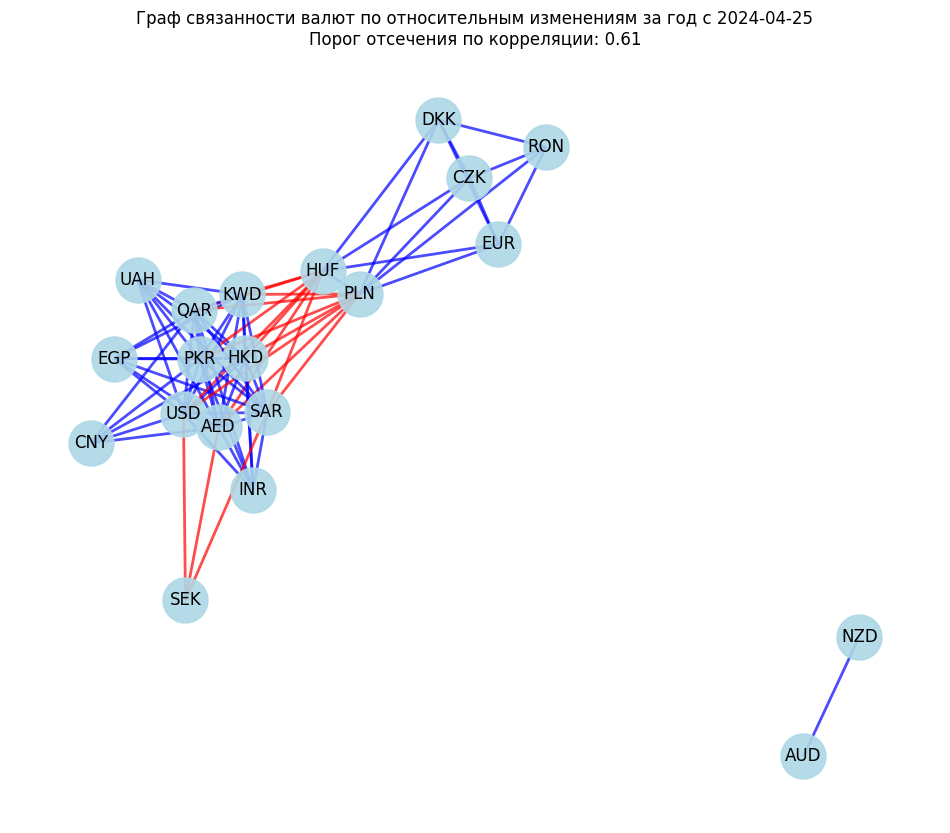 Граф связанности валют по относительным изменениям за год с 2024-04-25
Порог отсечения по корреляции: 0.61
DKK
RON
CZK
EUR
HUF
UAH
KWD
PLN
QAR
EGP
PKR
HKD
USD
SAR
AED
CNY
INR
SEK
NZD
AUD